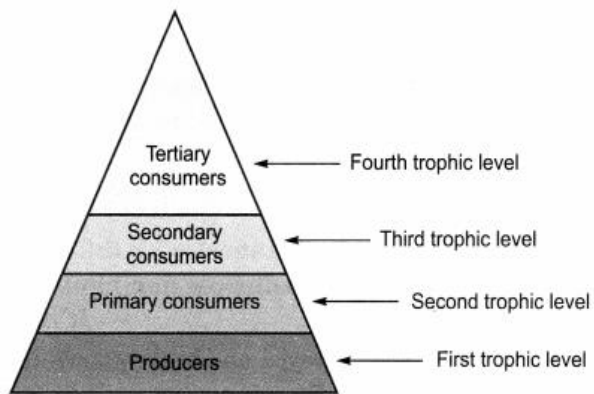 Tertiary
consumers
Fourth trophic level
Secondary
consumers
Third trophic level
Primary consumers
Second trophic level
Producers
First trophic level